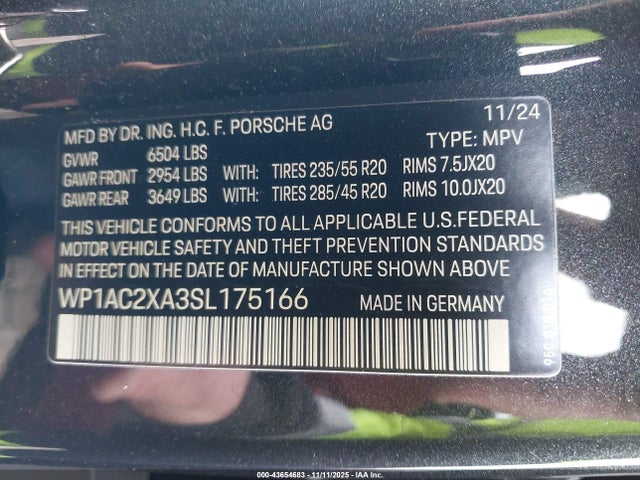 MFD BY DR. ING. H.C. F. PORSCHE AG 11/24
GVWR 6504 LBS TYPE: MPV
GAWR FRONT 2954 LBS WITH: TIRES 235/55 R20 RIMS 7.5JX20
GAWR REAR 3649 LBS WITH: TIRES 285/45 R20 RIMS 10.0JX20
THIS VEHICLE CONFORMS TO ALL APPLICABLE U.S.FEDERAL
MOTOR VEHICLE SAFETY AND THEFT PREVENTION STANDARDS
IN EFFECT ON THE DATE OF MANUFACTURE SHOWN ABOVE
WP1AC2XA3SL175166 MADE IN GERMANY
000-43654683 - 11/11/2025 - IAA Inc.